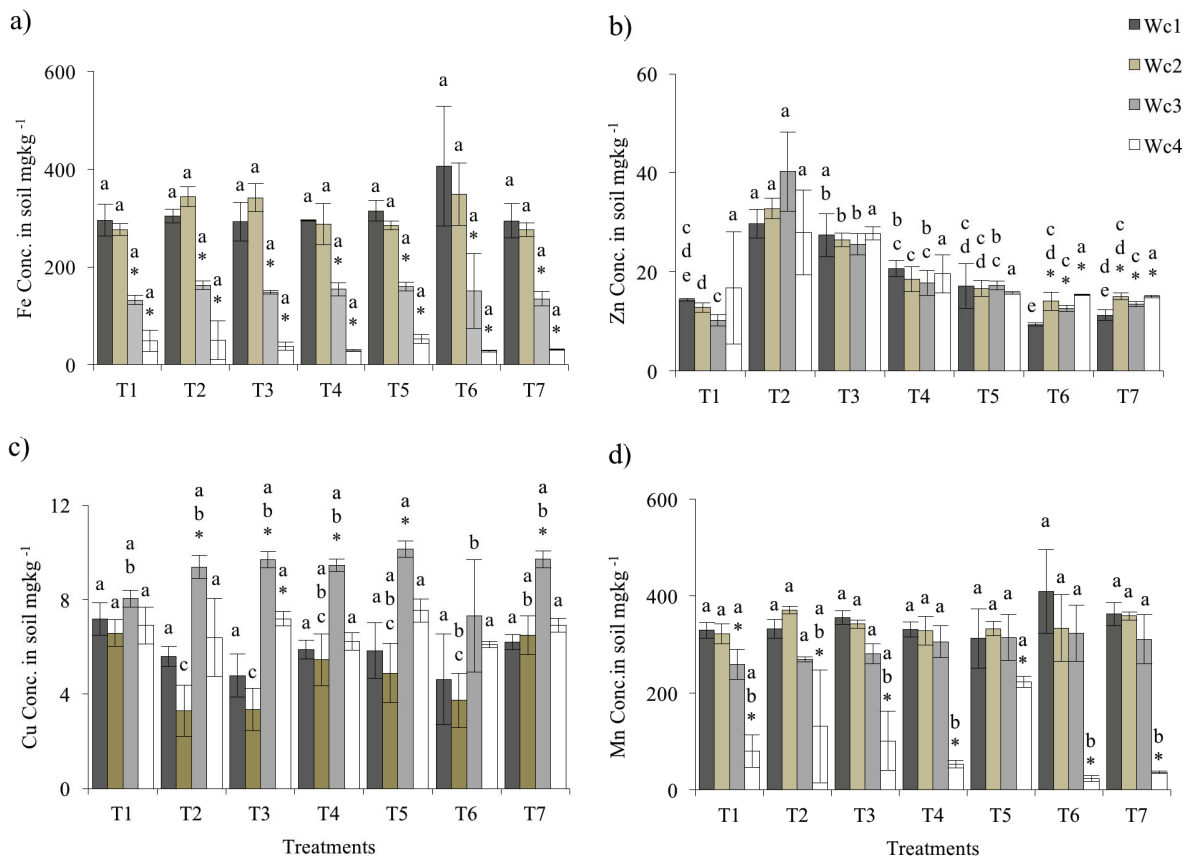 a)
Fe Conc. in soil mgkg -1
600
400
200
0
a a a * a *
a a a * a *
a a a * a *
a a a * a *
a a a * a *
a a a * a *
a a a * a *
T1 T2 T3 T4 T5 T6 T7
b)
Zn Conc. in soil mgkg -1
60
40
20
0
c d e d c a
a a a a
a b b b a
b c c b c a
c d c d b c a
e c d * c * a *
c d e c d * c * a *
T1 T2 T3 T4 T5 T6 T7
Wc1
Wc2
Wc3
Wc4
c)
Cu Conc. in soil mgkg -1
12
8
4
0
a a a b a
a c a b * a
a c a b * a *
a a b c a b * a
a a b c a * a
a b c b a
a a b a b * a
T1 T2 T3 T4 T5 T6 T7
Treatments
d)
Mn Conc.in soil mgkg -1
600
400
200
0
a a a * a b *
a a a b *
a a a a b *
a a a b *
a a a a *
a a a b *
a a a b *
T1 T2 T3 T4 T5 T6 T7
Treatments